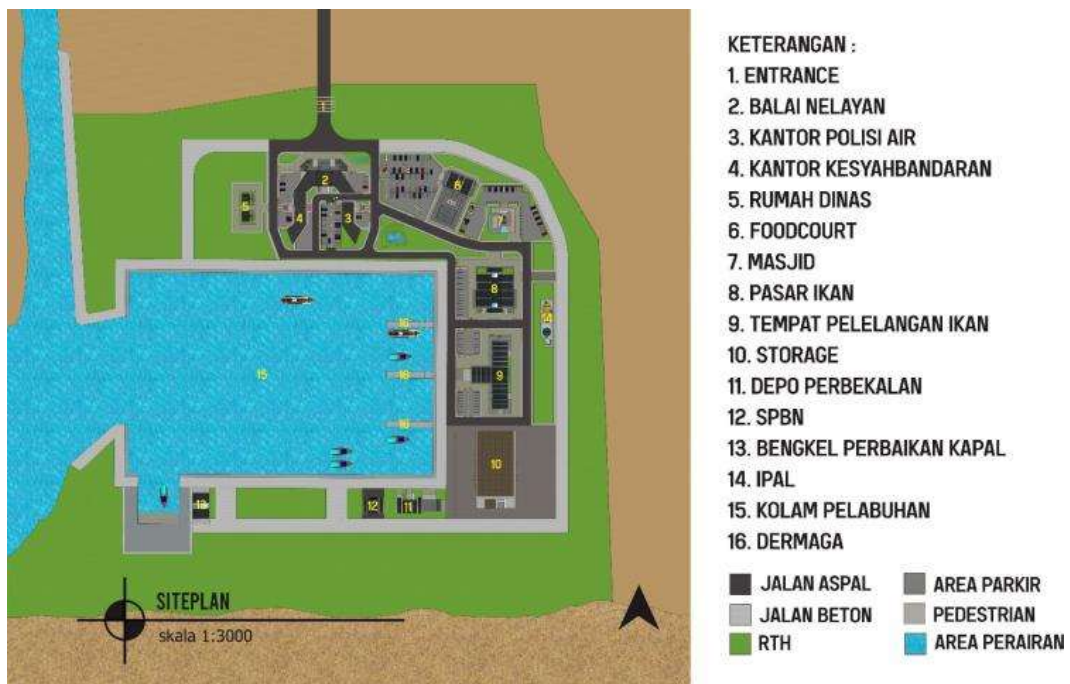 1
2
6
5
4
3
7
8
14
16
15
9
16
10
13
12
11
SITEPLAN
skala 1:3000
KETERANGAN :
1. ENTRANCE
2. BALAI NELAYAN
3. KANTOR POLISI AIR
4. KANTOR KESYAHBANDARAN
5. RUMAH DINAS
6. FOODCOURT
7. MASJID
8. PASAR IKAN
9. TEMPAT PELELANGAN IKAN
10. STORAGE
11. DEPO PERBEKALAN
12. SPBN
13. BENGKEL PERBAIKAN KAPAL
14. IPAL
15. KOLAM PELABUHAN
16. DERMAGA
JALAN ASPAL
JALAN BETON
RTH
AREA PARKIR
PEDESTRIAN
AREA PERAIRAN